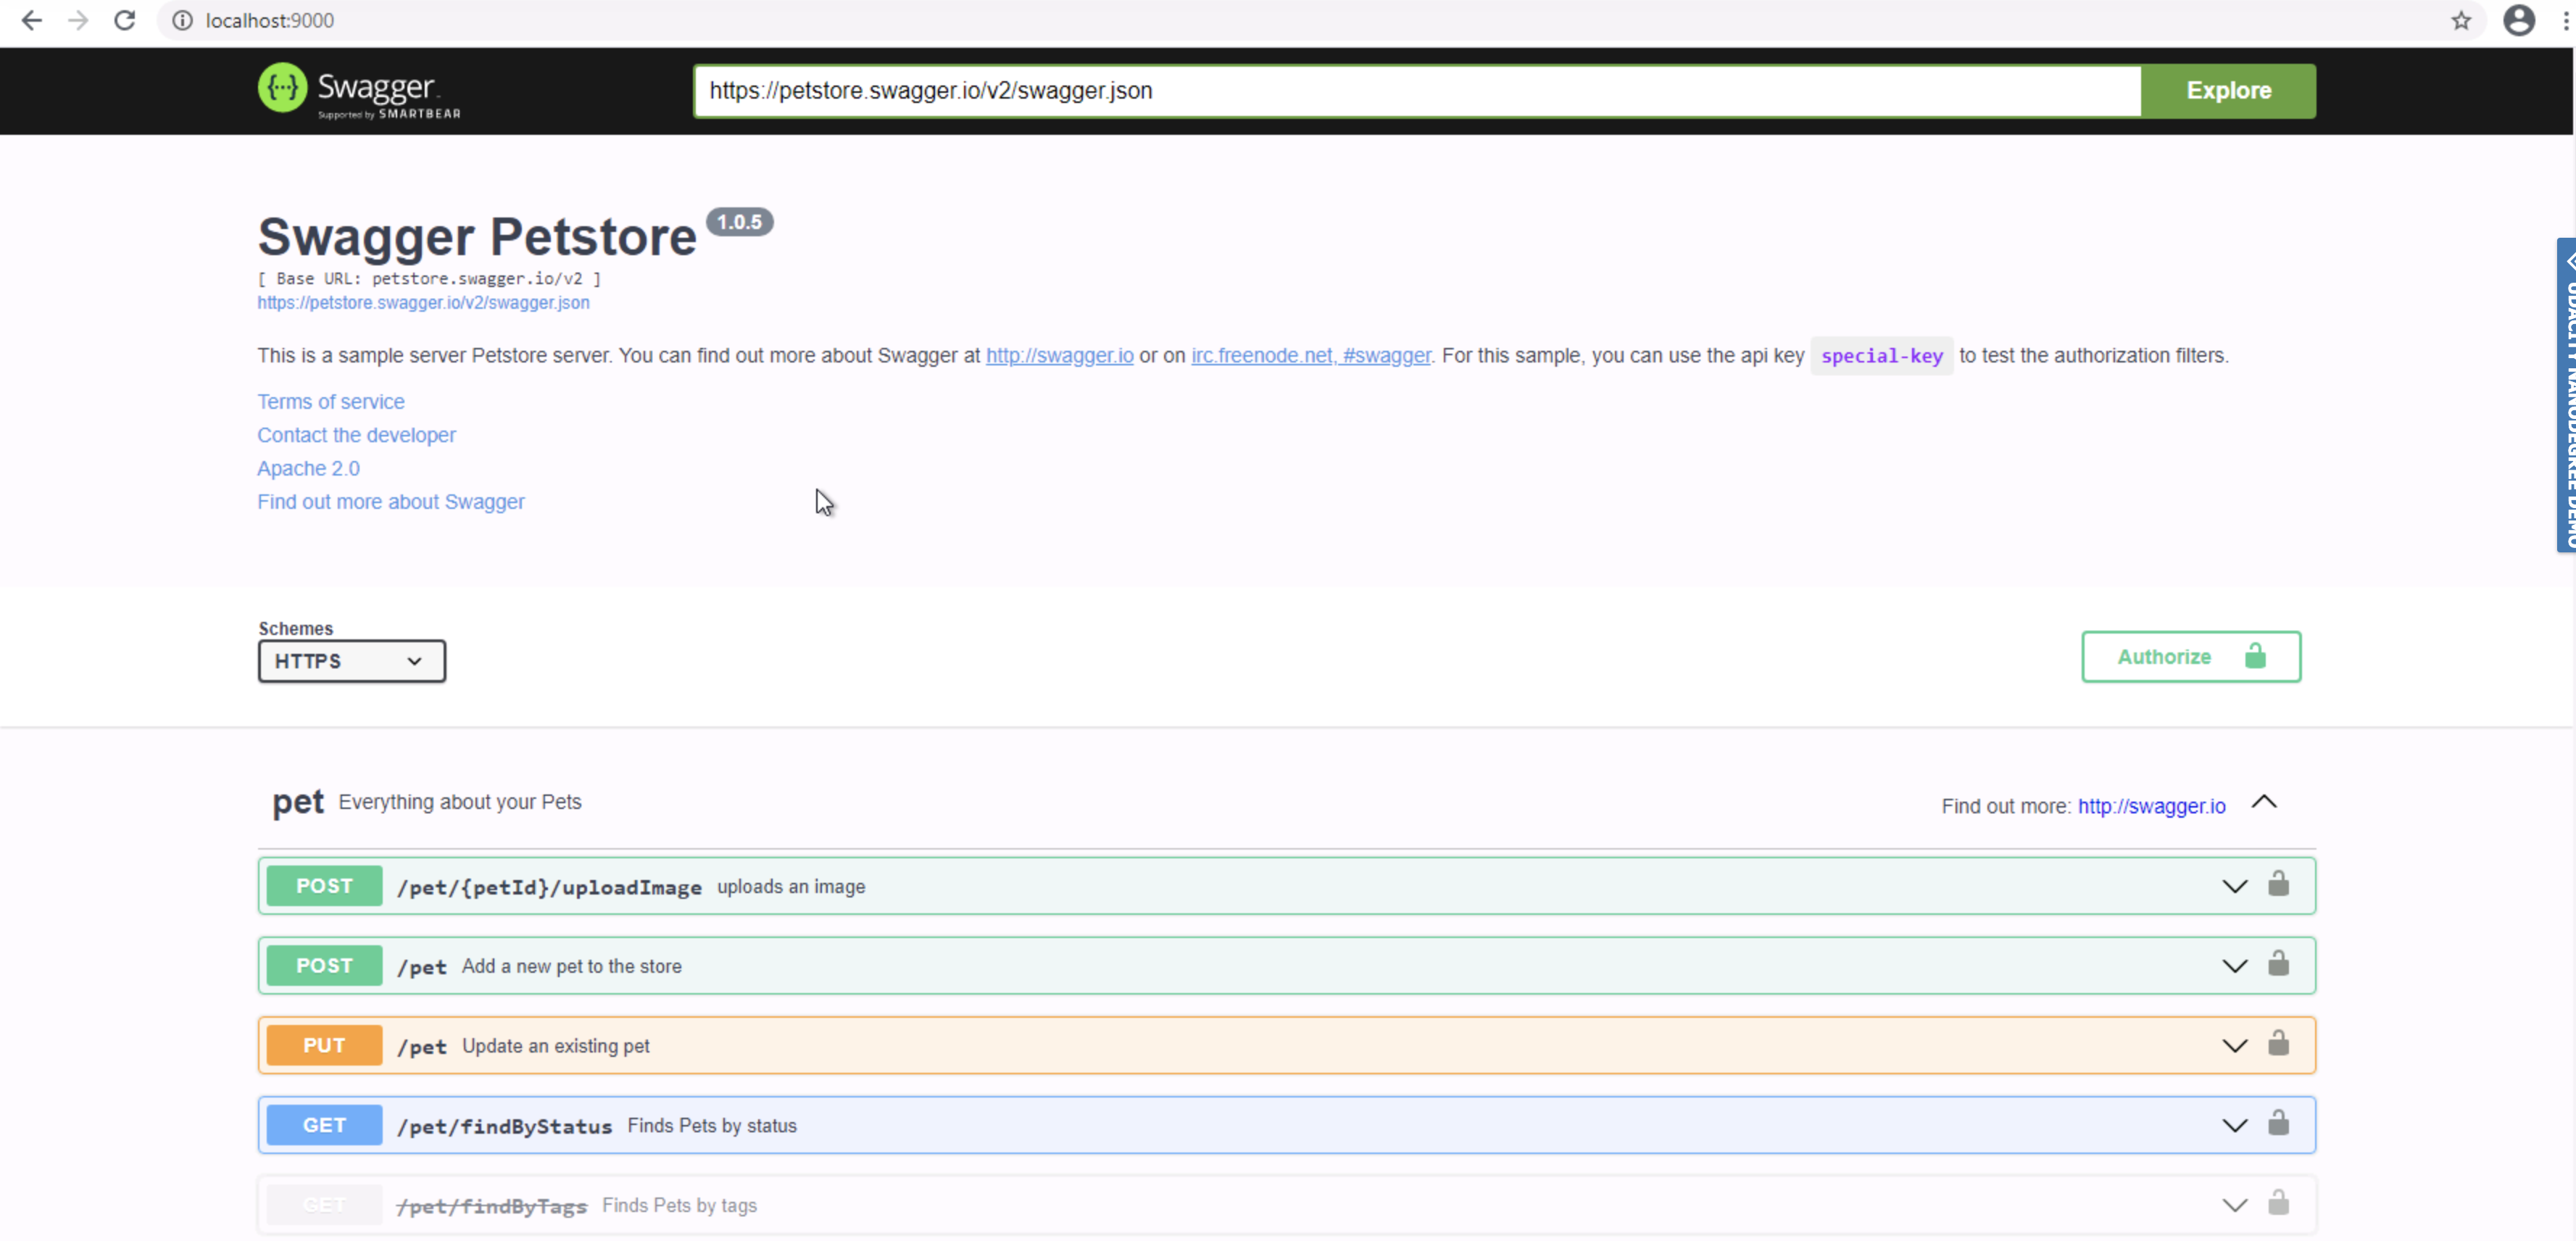 localhost:9000
{···} Swagger
Supported by SMARTBEAR
https://petstore.swagger.io/v2/swagger.json
Explore
Swagger Petstore 1.0.5
[ Base URL: petstore.swagger.io/v2 ]
https://petstore.swagger.io/v2/swagger.json
This is a sample server Petstore server. You can find out more about Swagger at http://swagger.io or on irc.freenode.net, #swagger. For this sample, you can use the api key special-key to test the authorization filters.
Terms of service
Contact the developer
Apache 2.0
Find out more about Swagger
UDACITY NANODEGREE DEMO
Schemes
HTTPS
Authorize
pet Everything about your Pets
Find out more: http://swagger.io
POST /pet/{petId}/uploadImage uploads an image
POST /pet Add a new pet to the store
PUT /pet Update an existing pet
GET /pet/findByStatus Finds Pets by status
GET /pet/findByTags Finds Pets by tags